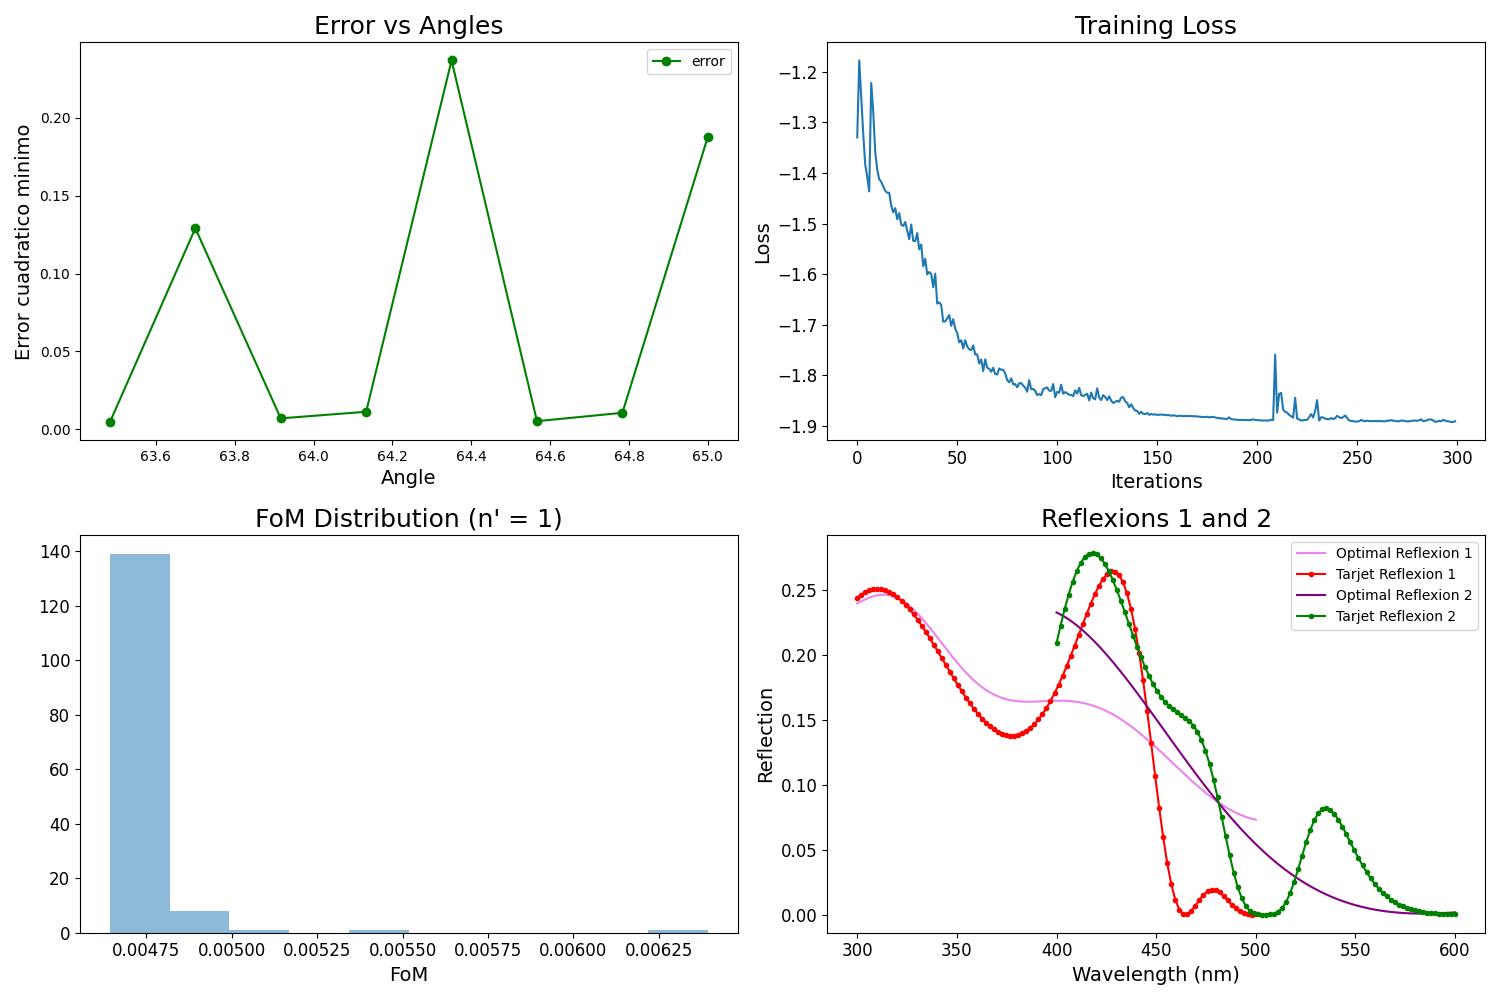 Error vs Angles
error
Error cuadratico minimo
0.20
0.15
0.10
0.05
0.00
63.6 63.8 64.0 64.2 64.4 64.6 64.8 65.0
Angle
Training Loss
Loss
−1.2
−1.3
−1.4
−1.5
−1.6
−1.7
−1.8
−1.9
0 50 100 150 200 250 300
Iterations
FoM Distribution (n' = 1)
140
120
100
80
60
40
20
0
0.00475 0.00500 0.00525 0.00550 0.00575 0.00600 0.00625
FoM
Reflexions 1 and 2
Optimal Reflexion 1
Tarjet Reflexion 1
Optimal Reflexion 2
Tarjet Reflexion 2
Reflection
0.25
0.20
0.15
0.10
0.05
0.00
300 350 400 450 500 550 600
Wavelength (nm)